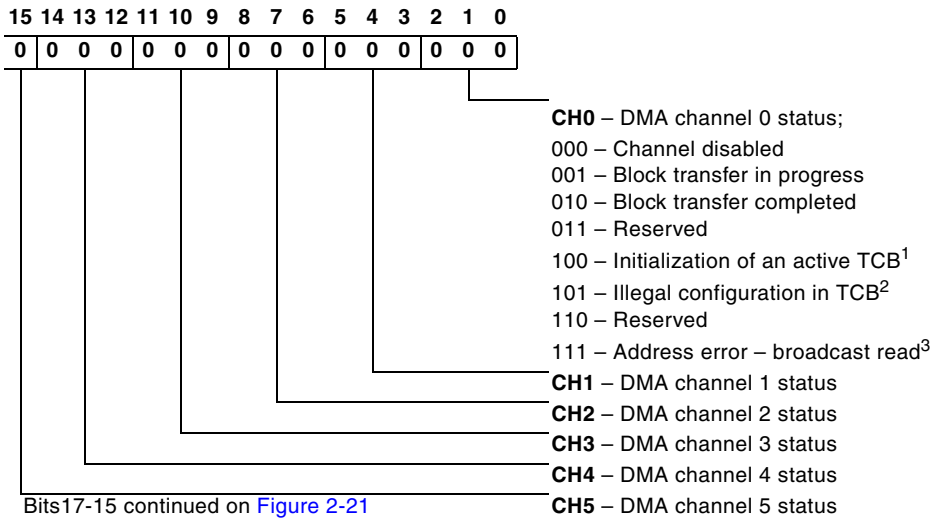 15 14 13 12 11 10 9 8 7 6 5 4 3 2 1 0
0 0 0 0 0 0 0 0 0 0 0 0 0 0 0 0
CH0 – DMA channel 0 status;
000 – Channel disabled
001 – Block transfer in progress
010 – Block transfer completed
011 – Reserved
100 – Initialization of an active TCB1
101 – Illegal configuration in TCB2
110 – Reserved
111 – Address error – broadcast read3
CH1 – DMA channel 1 status
CH2 – DMA channel 2 status
CH3 – DMA channel 3 status
CH4 – DMA channel 4 status
Bits17-15 continued on Figure 2-21
CH5 – DMA channel 5 status